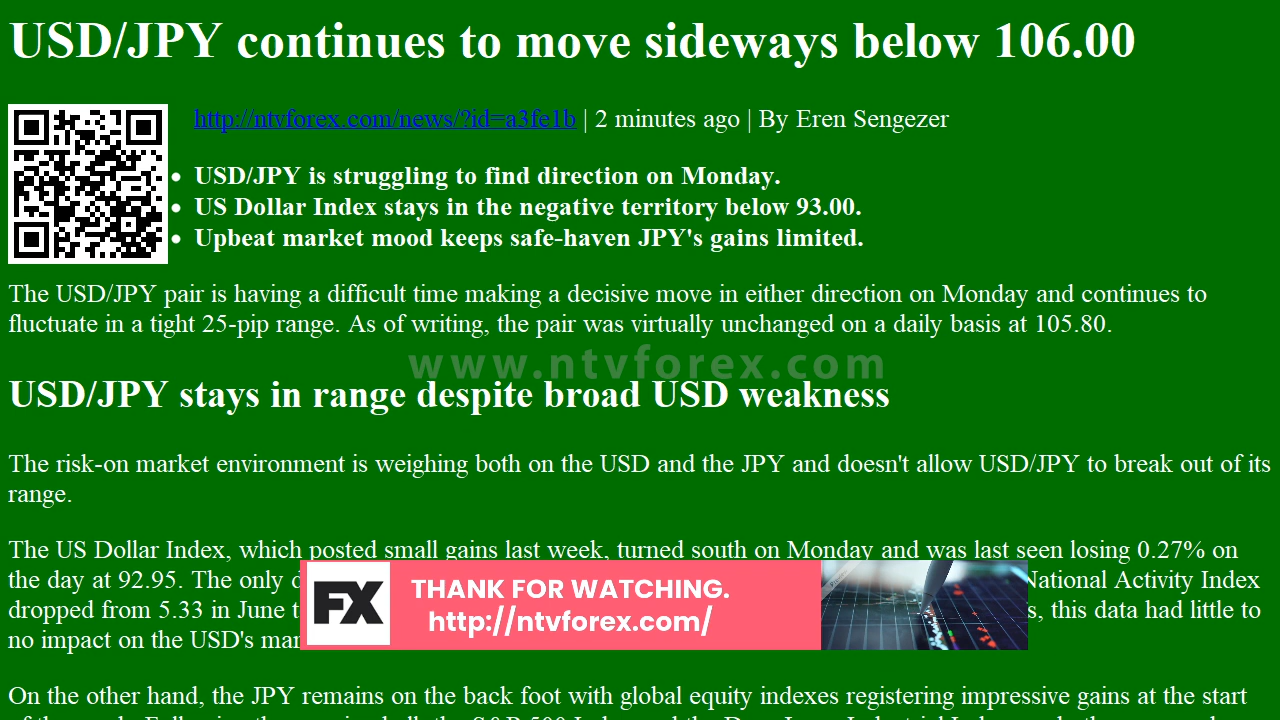 USD/JPY continues to move sideways below 106.00
http://ntvforex.com/news/?id=a3fe1b | 2 minutes ago | By Eren Sengezer
• USD/JPY is struggling to find direction on Monday.
• US Dollar Index stays in the negative territory below 93.00.
• Upbeat market mood keeps safe-haven JPY's gains limited.
The USD/JPY pair is having a difficult time making a decisive move in either direction on Monday and continues to
fluctuate in a tight 25-pip range. As of writing, the pair was virtually unchanged on a daily basis at 105.80.
www.ntvforex.com
USD/JPY stays in range despite broad USD weakness
The risk-on market environment is weighing both on the USD and the JPY and doesn't allow USD/JPY to break out of its
range.
The US Dollar Index, which posted small gains last week, turned south on Monday and was last seen losing 0.27% on
the day at 92.95. The only National Activity Index
dropped from 5.33 in June this data had little to
no impact on the USD's
FX
THANK FOR WATCHING.
http://ntvforex.com/
On the other hand, the JPY remains on the back foot with global equity indexes registering impressive gains at the start